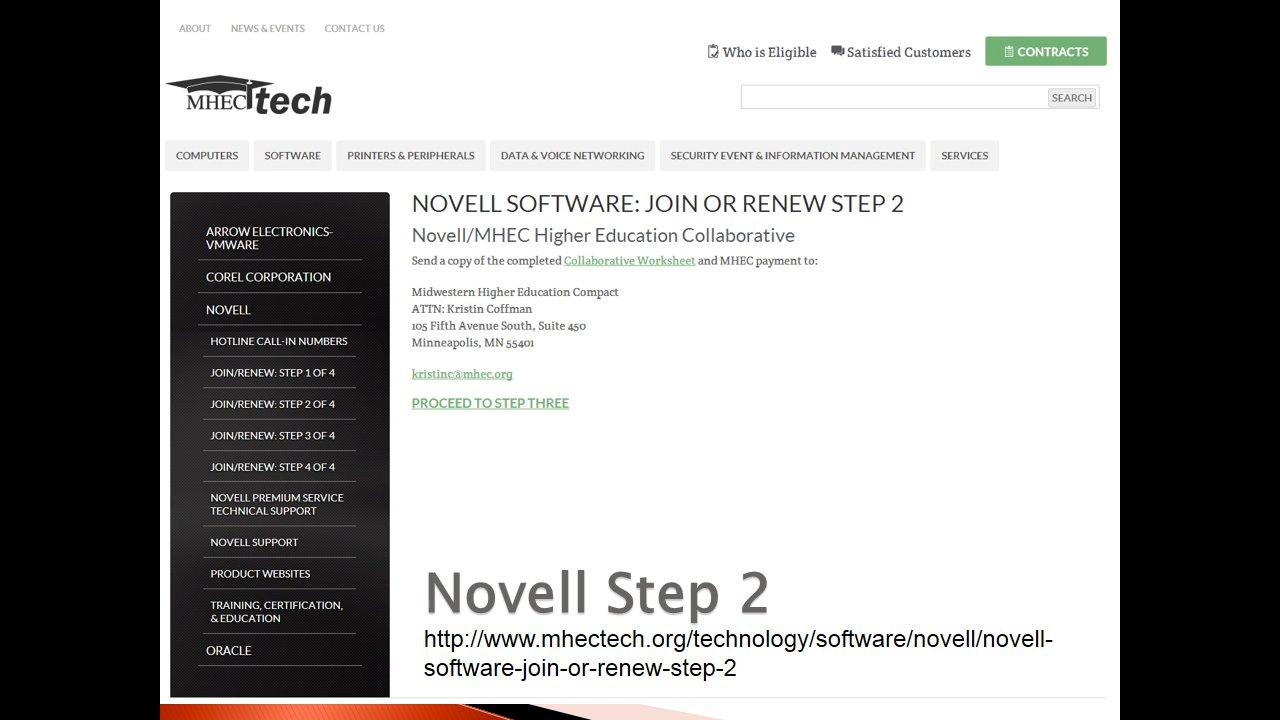 ABOUT NEWS & EVENTS CONTACT US
Who is Eligible Satisfied Customers CONTRACTS
MHEC tech
SEARCH
COMPUTERS SOFTWARE PRINTERS & PERIPHERALS DATA & VOICE NETWORKING SECURITY EVENT & INFORMATION MANAGEMENT SERVICES
ARROW ELECTRONICS-
VMWARE
COREL CORPORATION
NOVELL
HOTLINE CALL-IN NUMBERS
JOIN/RENEW: STEP 1 OF 4
JOIN/RENEW: STEP 2 OF 4
JOIN/RENEW: STEP 3 OF 4
JOIN/RENEW: STEP 4 OF 4
NOVELL PREMIUM SERVICE
TECHNICAL SUPPORT
NOVELL SUPPORT
PRODUCT WEBSITES
TRAINING, CERTIFICATION,
& EDUCATION
ORACLE
NOVELL SOFTWARE: JOIN OR RENEW STEP 2
Novell/MHEC Higher Education Collaborative
Send a copy of the completed Collaborative Worksheet and MHEC payment to:
Midwestern Higher Education Compact
ATTN: Kristin Coffman
105 Fifth Avenue South, Suite 450
Minneapolis, MN 55401
kristinc@mhec.org
PROCEED TO STEP THREE
Novell Step 2
http://www.mhectech.org/technology/software/novell/novell-
software-join-or-renew-step-2